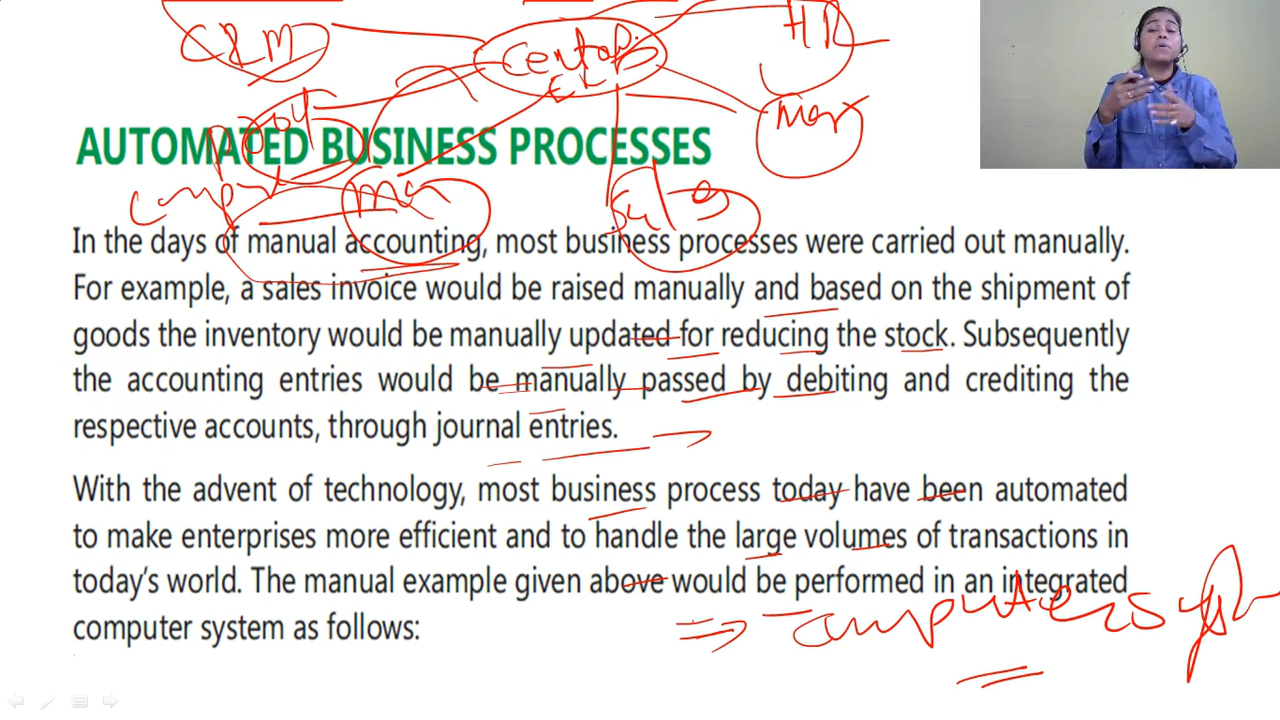 CRM
HR
AUTOMATED BUSINESS PROCESSES
In the days of manual accounting, most business processes were carried out manually.
For example, a sales invoice would be raised manually and based on the shipment of
goods the inventory would be manually updated for reducing the stock. Subsequently
the accounting entries would be manually passed by debiting and crediting the
respective accounts, through journal entries.
With the advent of technology, most business process today have been automated
to make enterprises more efficient and to handle the large volumes of transactions in
today's world. The manual example given above would be performed in an integrated
computer system as follows: